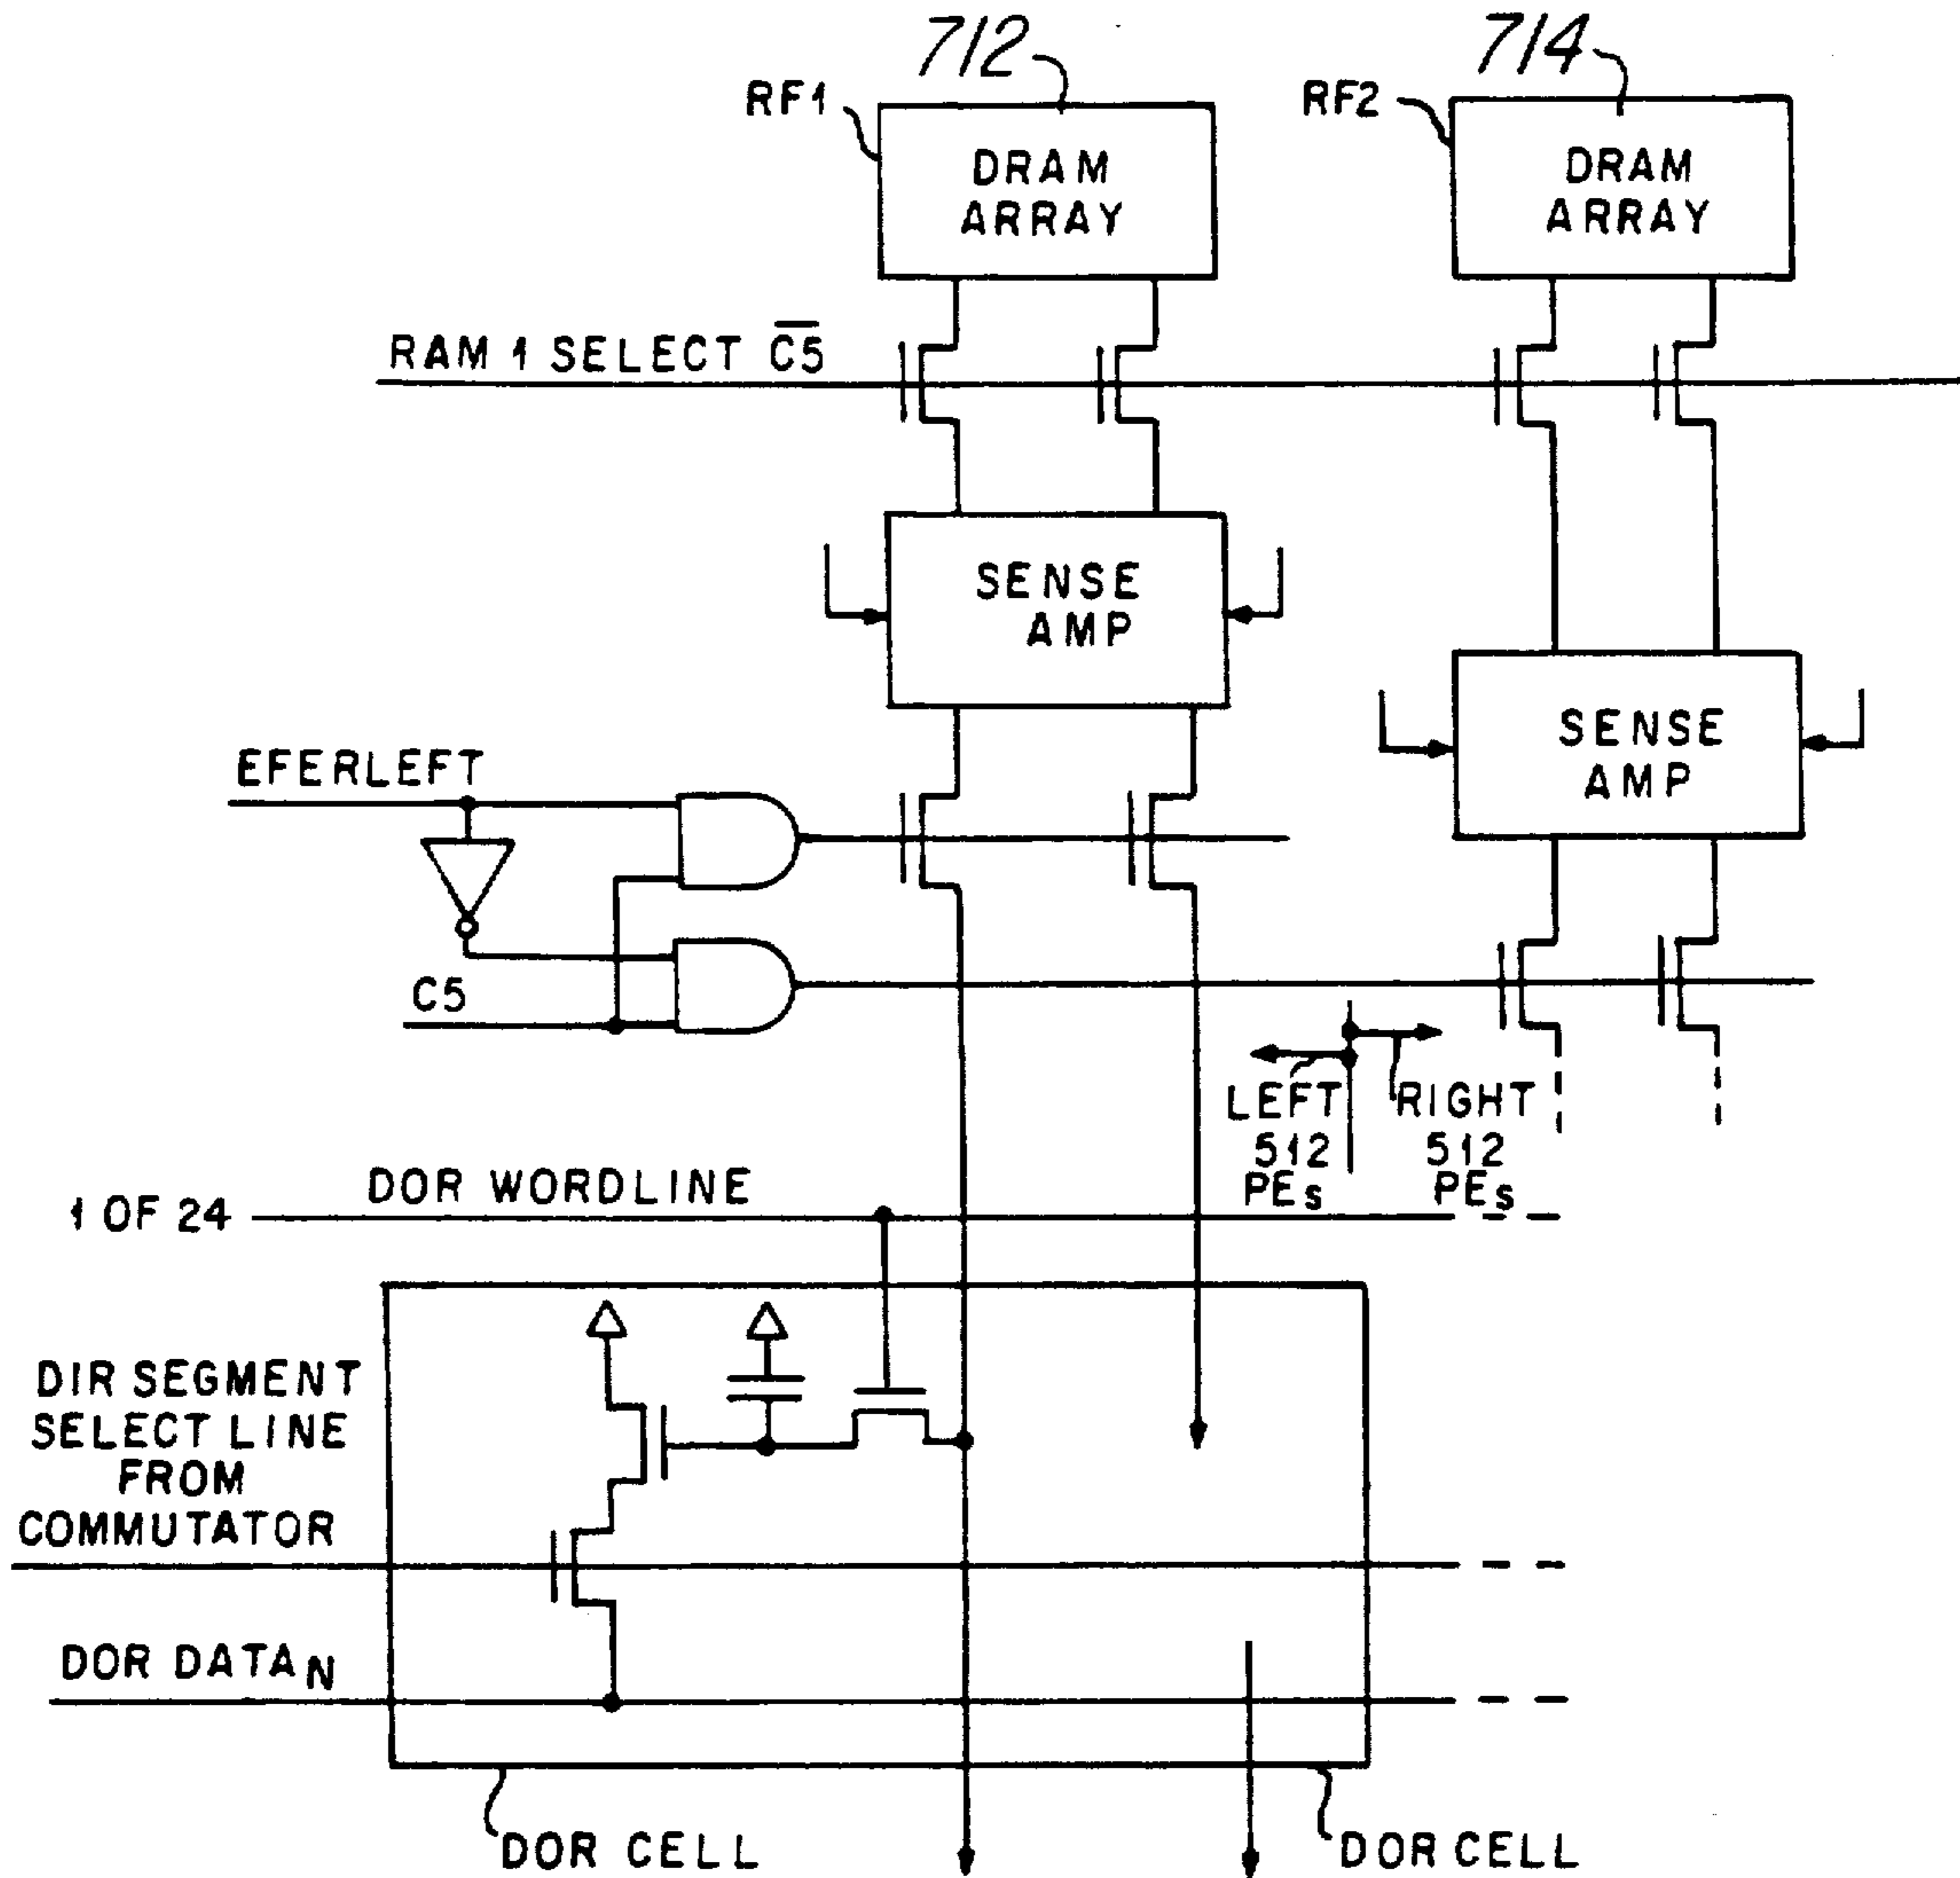 712
714
RF1
RF2
DRAM
ARRAY
DRAM
ARRAY
RAM 1 SELECT C̅5̅
SENSE
AMP
SENSE
AMP
EFERLEFT
C5
LEFT
512
PEs
RIGHT
512
PEs
DOR WORDLINE
1 OF 24
DIR SEGMENT
SELECT LINE
FROM
COMMUTATOR
DOR DATA N
DOR CELL
DOR CELL